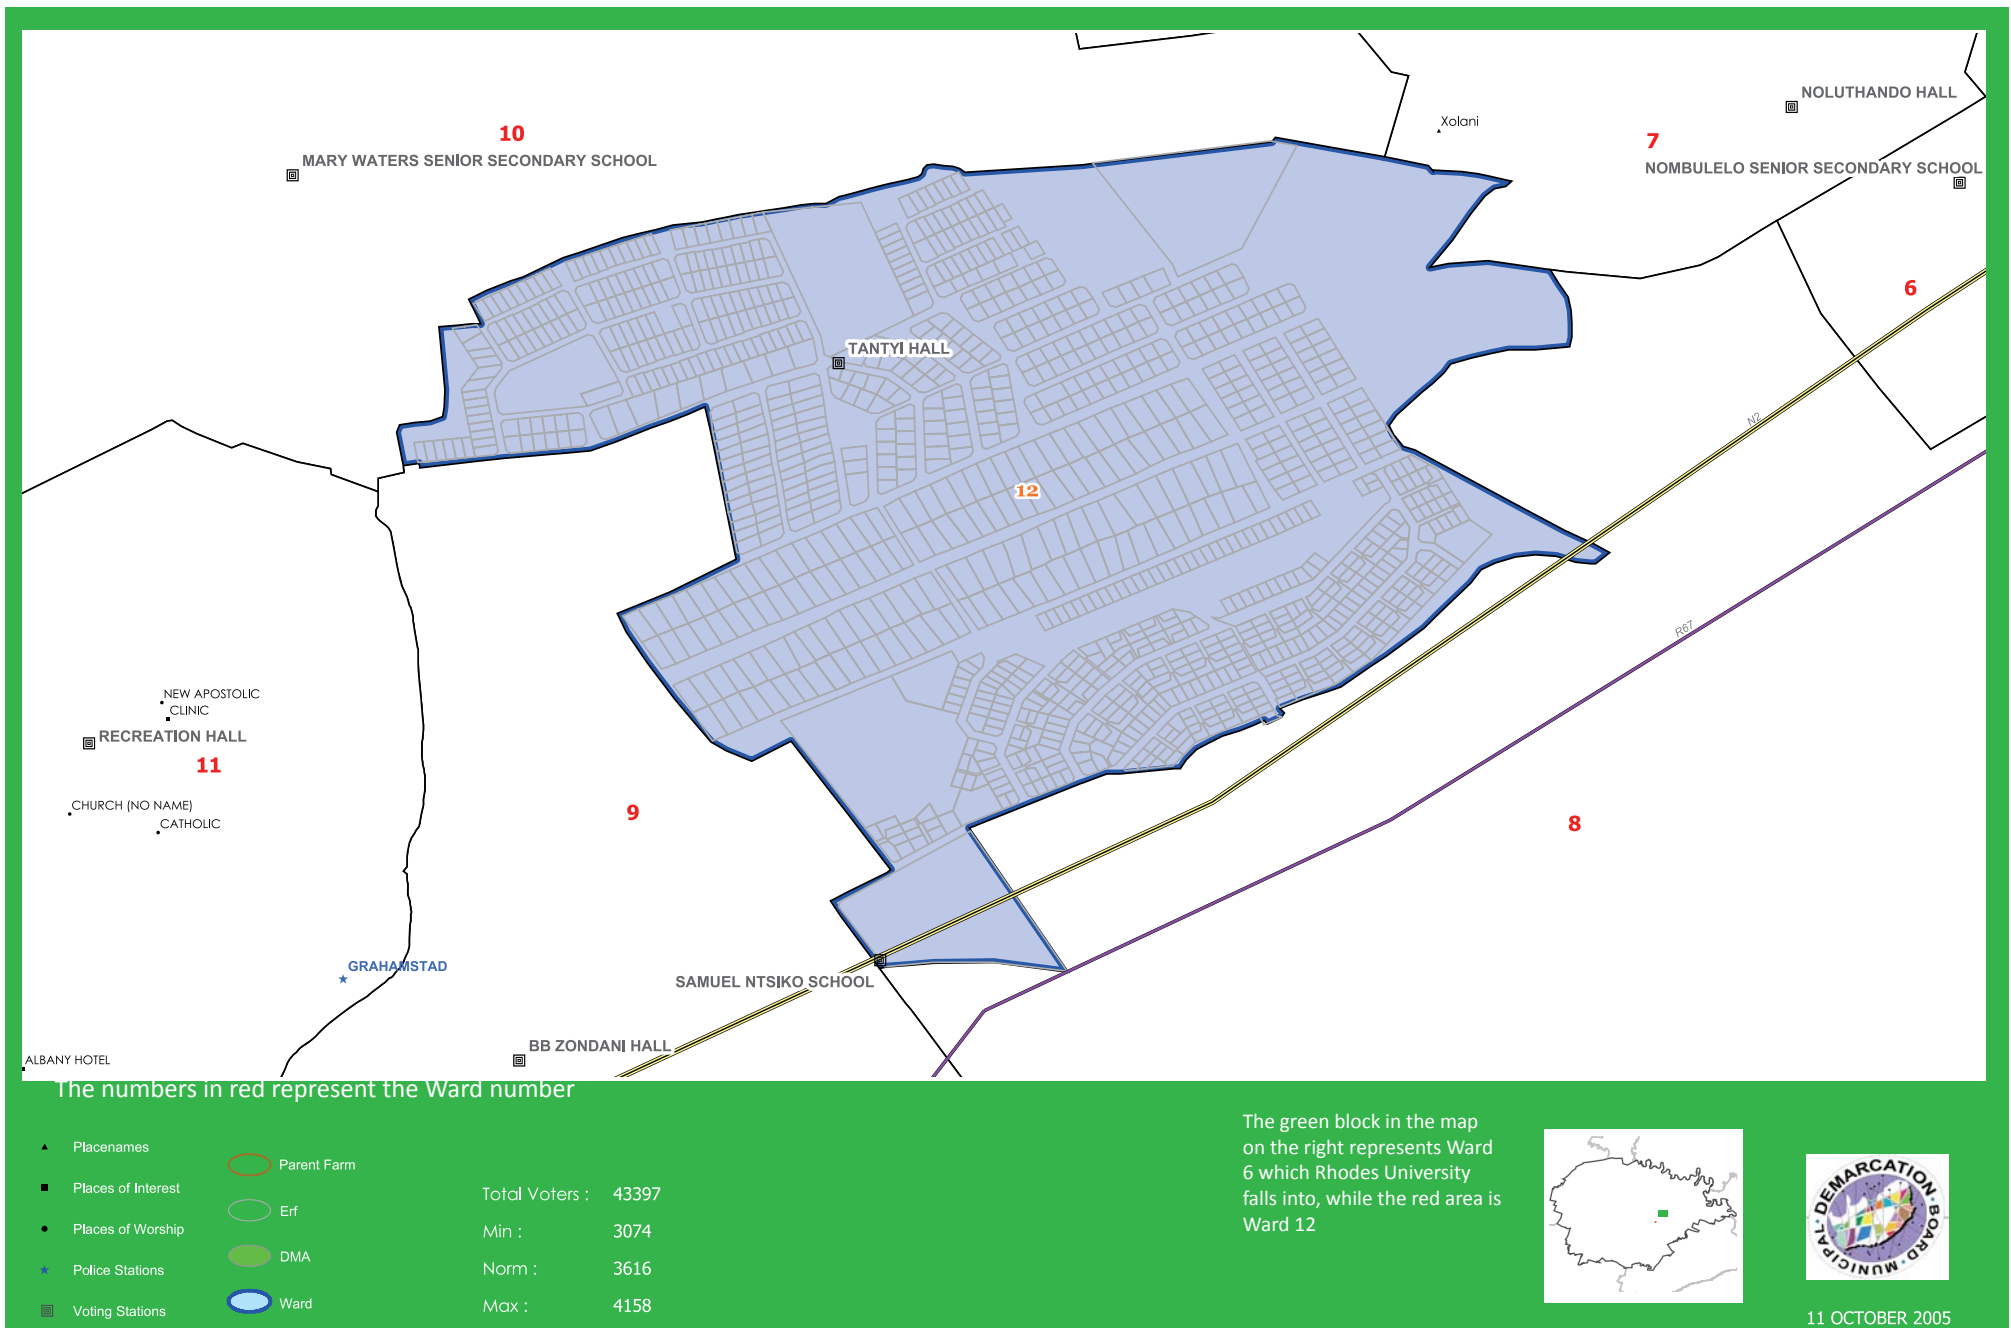 NOLUTHANDO HALL
Xolani
10
7
MARY WATERS SENIOR SECONDARY SCHOOL
NOMBULELO SENIOR SECONDARY SCHOOL
6
TANTYI HALL
N2
12
R67
NEW APOSTOLIC
CLINIC
RECREATION HALL
11
CHURCH (NO NAME)
CATHOLIC
9
8
GRAHAMSTAD
SAMUEL NTSIKO SCHOOL
BB ZONDANI HALL
ALBANY HOTEL
The numbers in red represent the Ward number
Placenames
Places of Interest
Places of Worship
Police Stations
Voting Stations
Parent Farm
Erf
DMA
Ward
Total Voters : 43397
Min : 3074
Norm : 3616
Max : 4158
The green block in the map
on the right represents Ward
6 which Rhodes University
falls into, while the red area is
Ward 12
MUNICIPAL DEMARCATION BOARD
11 OCTOBER 2005